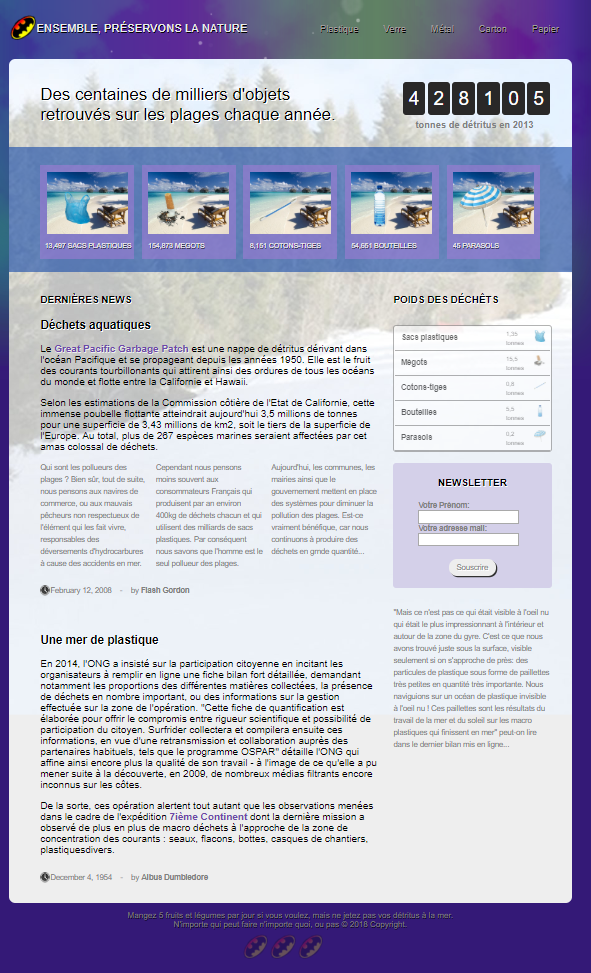 ENSEMBLE, PRÉSERVONS LA NATURE
Plastique Verre Métal Carton Papier
Des centaines de milliers d'objets
retrouvés sur les plages chaque année.
4 2 8 1 0 5
tonnes de détritus en 2013
13,497 SACS PLASTIQUES
154,873 MEGOTS
8,151 COTONS-TIGES
54,651 BOUTEILLES
45 PARASOLS
DERNIÈRES NEWS
Déchets aquatiques
Le Great Pacific Garbage Patch est une nappe de détritus dérivant dans
l'océan Pacifique et se propageant depuis les années 1950. Elle est le fruit
des courants tourbillonants qui attirent ainsi des ordures de tous les océans
du monde et flotte entre la Californie et Hawaii.
Selon les estimations de la Commission côtière de l'Etat de Californie, cette
immense poubelle flottante atteindrait aujourd'hui 3,5 millions de tonnes
pour une superficie de 3,43 millions de km2, soit le tiers de la superficie de
l'Europe. Au total, plus de 267 espèces marines seraient affectées par cet
amas colossal de déchets.
Qui sont les pollueurs des
plages ? Bien sûr, tout de suite,
nous pensons aux navires de
commerce, ou aux mauvais
pêcheurs non respectueux de
l'élément qui les fait vivre,
responsables des
déversements d'hydrocarbures
à cause des accidents en mer.
Cependant nous pensons
moins souvent aux
consommateurs Français qui
produisent par an environ
400kg de déchets chacun et qui
utilisent des milliards de sacs
plastiques. Par conséquent
nous savons que l'homme est le
seul pollueur des plages.
Aujourd'hui, les communes, les
mairies ainsi que le
gouvernement mettent en place
des systèmes pour diminuer la
pollution des plages. Est-ce
vraiment bénéfique, car nous
continuons à produire des
déchets en grnde quantité...
February 12, 2008 - by Flash Gordon
Une mer de plastique
En 2014, l'ONG a insisté sur la participation citoyenne en incitant les
organisateurs à remplir en ligne une fiche bilan fort détaillée, demandant
notamment les proportions des différentes matières collectées, la présence
de déchets en nombre important, ou des informations sur la gestion
effectuée sur la zone de l'opération. "Cette fiche de quantification est
élaborée pour offrir le compromis entre rigueur scientifique et possibilité de
participation du citoyen. Surfrider collectera et compilera ensuite ces
informations, en vue d'une retransmission et collaboration auprès des
partenaires habituels, tels que le programme OSPAR" détaille l'ONG qui
affine ainsi encore plus la qualité de son travail - à l'image de ce qu'elle a pu
mener suite à la découverte, en 2009, de nombreux médias filtrants encore
inconnus sur les côtes.
De la sorte, ces opération alertent tout autant que les observations menées
dans le cadre de l'expédition 7ième Continent dont la dernière mission a
observé de plus en plus de macro déchets à l'approche de la zone de
concentration des courants : seaux, flacons, bottes, casques de chantiers,
plastiquesdivers.
December 4, 1954 - by Albus Dumbledore
POIDS DES DÉCHÊTS
Sacs plastiques 1,35 tonnes
Mégots 15,5 tonnes
Cotons-tiges 0,8 tonnes
Bouteilles 5,5 tonnes
Parasols 0,2 tonnes
NEWSLETTER
Votre Prénom:
Votre adresse mail:
Souscrire
"Mais ce n'est pas ce qui était visible à l'oeil nu
qui était le plus impressionnant à l'intérieur et
autour de la zone du gyre. C'est ce que nous
avons trouvé juste sous la surface, visible
seulement si on s'approche de près: des
particules de plastique sous forme de paillettes
très petites en quantité très importante. Nous
naviguions sur un océan de plastique invisible
à l'oeil nu ! Ces paillettes sont les résultats du
travail de la mer et du soleil sur les macro
plastiques qui finissent en mer" peut-on lire
dans le dernier bilan mis en ligne...
Mangez 5 fruits et légumes par jour si vous voulez, mais ne jetez pas vos détritus à la mer.
N'importe qui peut faire n'importe quoi, ou pas © 2018 Copyright.